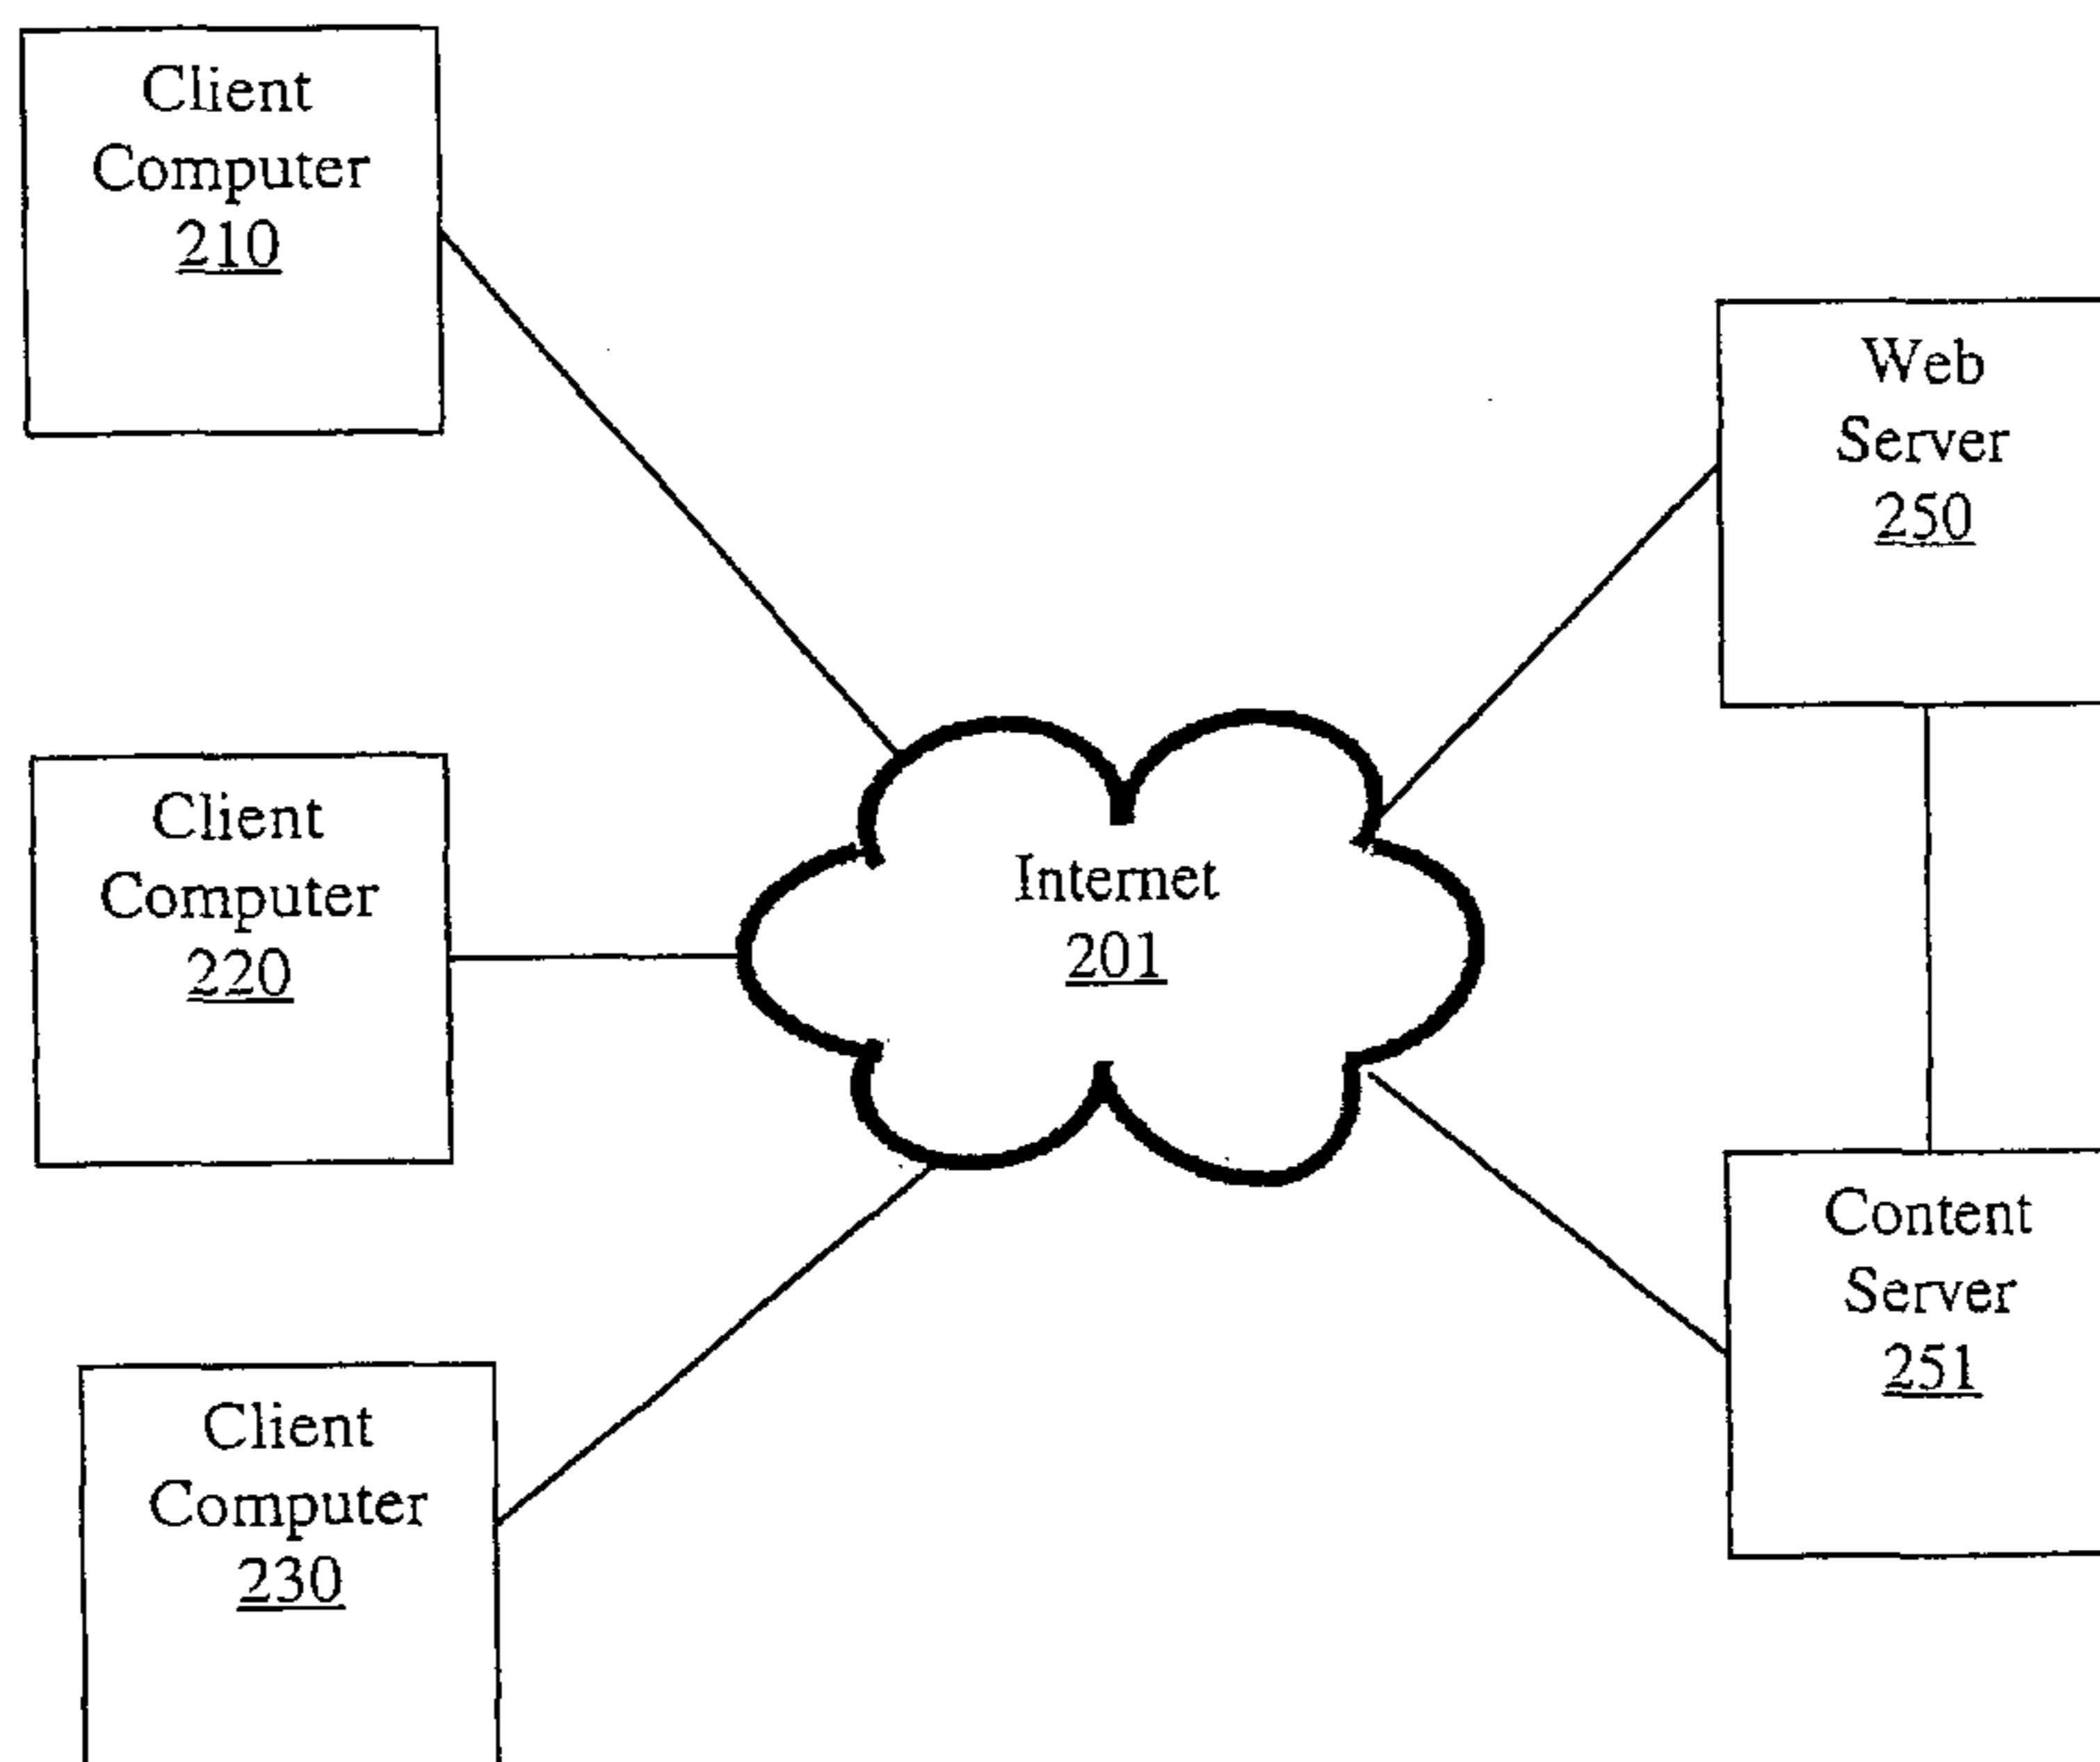 Client
Computer
210
Web
Server
250
Client
Computer
220
Internet
201
Content
Server
251
Client
Computer
230